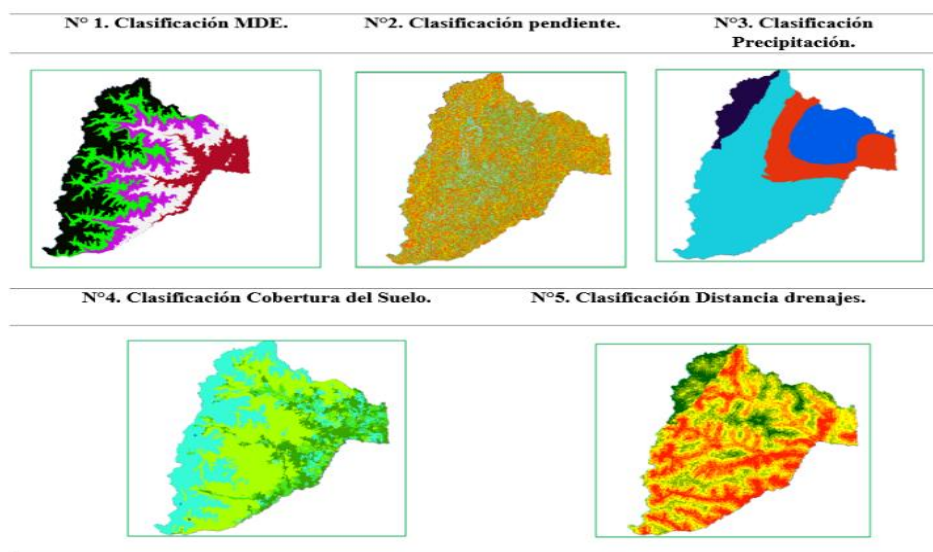 N° 1. Clasificación MDE.
N°2. Clasificación pendiente.
N°3. Clasificación
Precipitación.
N°4. Clasificación Cobertura del Suelo.
N°5. Clasificación Distancia drenajes.